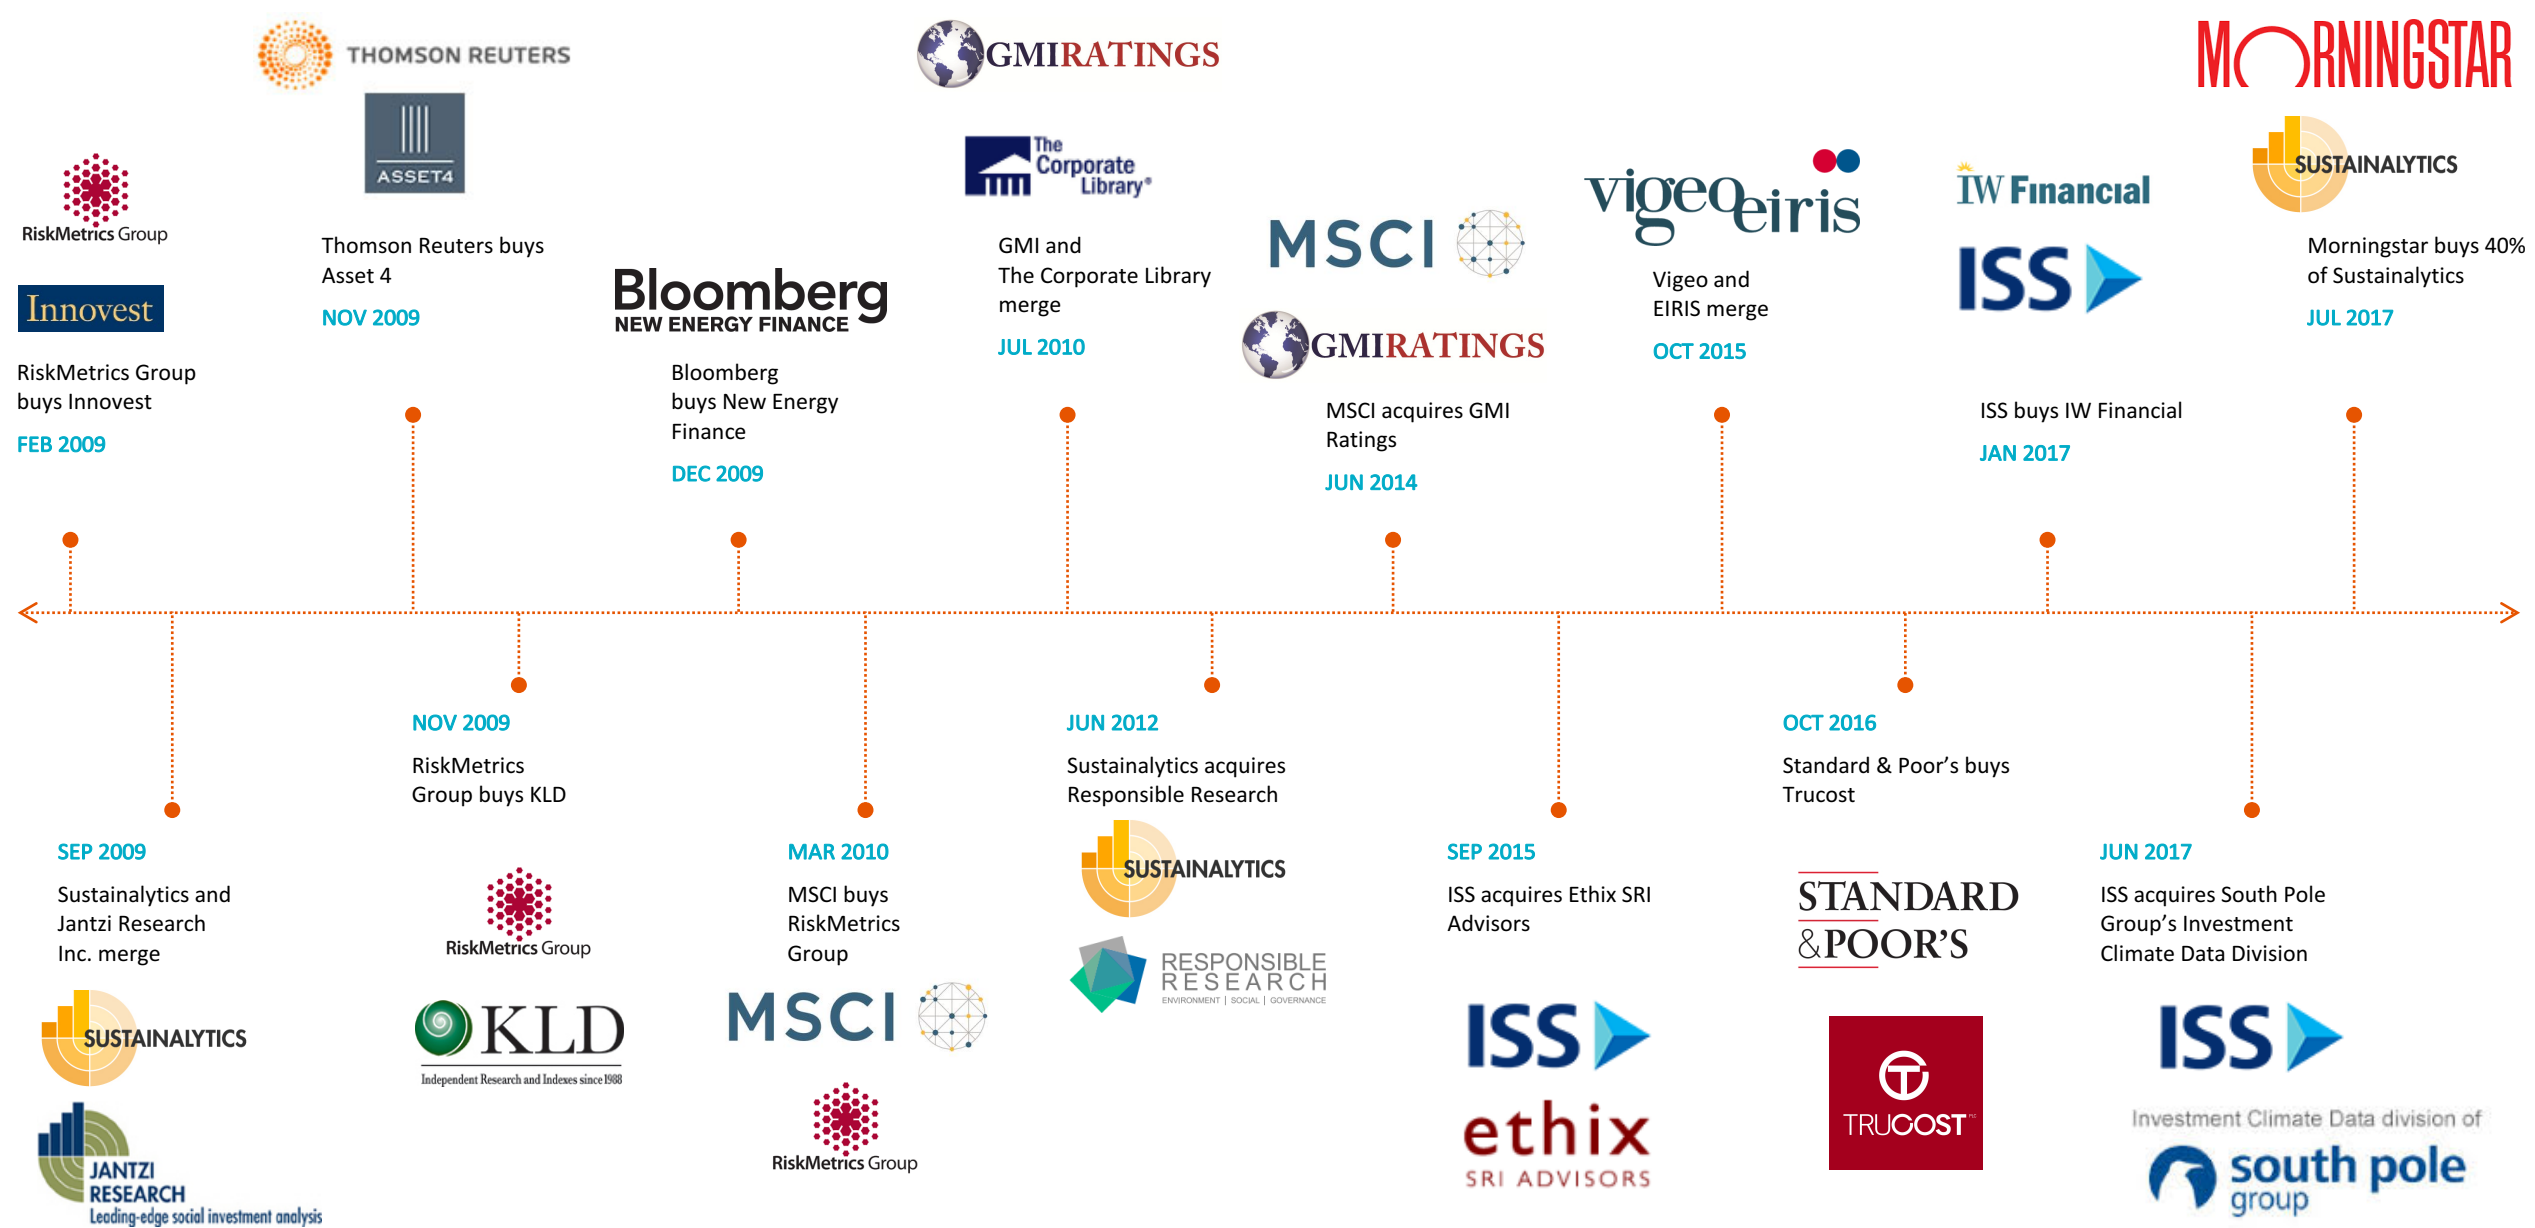 RiskMetrics Group
Innovest
RiskMetrics Group
buys Innovest
FEB 2009
THOMSON REUTERS
ASSET4
Thomson Reuters buys
Asset 4
NOV 2009
Bloomberg
NEW ENERGY FINANCE
Bloomberg
buys New Energy
Finance
DEC 2009
GMIRATINGS
The
Corporate
Library®
GMI and
The Corporate Library
merge
JUL 2010
MSCI
GMIRATINGS
MSCI acquires GMI
Ratings
JUN 2014
vigeoeiris
Vigeo and
EIRIS merge
OCT 2015
IW Financial
ISS
ISS buys IW Financial
JAN 2017
MORNINGSTAR
SUSTAINALYTICS
Morningstar buys 40%
of Sustainalytics
JUL 2017
SEP 2009
Sustainalytics and
Jantzi Research
Inc. merge
SUSTAINALYTICS
JANTZI
RESEARCH
Leading-edge social investment analysis
NOV 2009
RiskMetrics
Group buys KLD
RiskMetrics Group
KLD
Independent Research and Indexes since 1988
MAR 2010
MSCI buys
RiskMetrics
Group
MSCI
RiskMetrics Group
JUN 2012
Sustainalytics acquires
Responsible Research
SUSTAINALYTICS
RESPONSIBLE
RESEARCH
ENVIRONMENT | SOCIAL | GOVERNANCE
SEP 2015
ISS acquires Ethix SRI
Advisors
ISS
ethix
SRI ADVISORS
OCT 2016
Standard & Poor’s buys
Trucost
STANDARD
&POOR'S
TRUCOST
JUN 2017
ISS acquires South Pole
Group’s Investment
Climate Data Division
ISS
Investment Climate Data division of
south pole
group